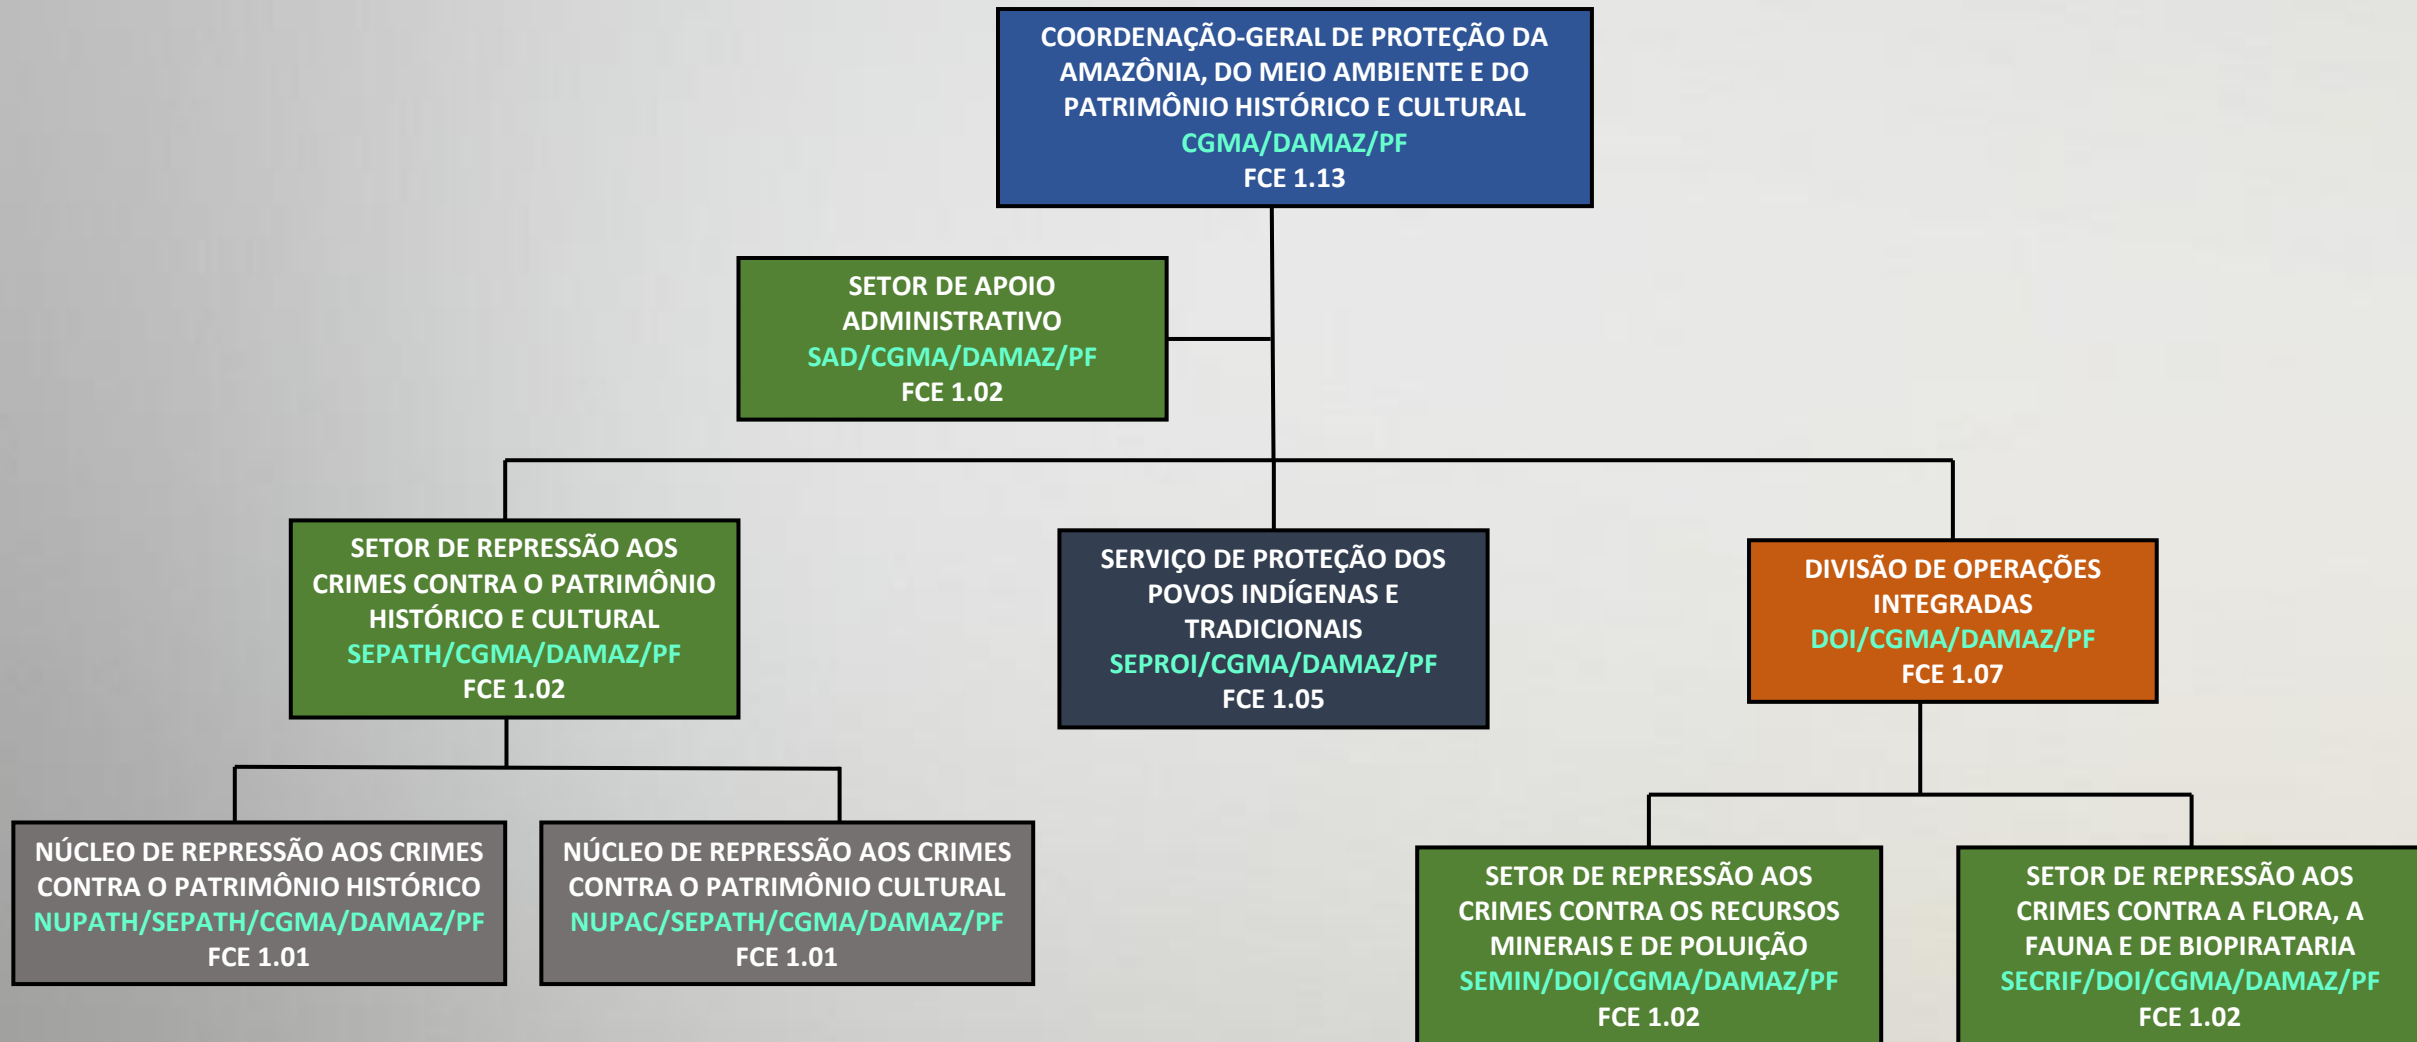 COORDENAÇÃO-GERAL DE PROTEÇÃO DA
AMAZÔNIA, DO MEIO AMBIENTE E DO
PATRIMÔNIO HISTÓRICO E CULTURAL
CGMA/DAMAZ/PF
FCE 1.13
SETOR DE APOIO
ADMINISTRATIVO
SAD/CGMA/DAMAZ/PF
FCE 1.02
SETOR DE REPRESSÃO AOS
CRIMES CONTRA O PATRIMÔNIO
HISTÓRICO E CULTURAL
SEPATH/CGMA/DAMAZ/PF
FCE 1.02
SERVIÇO DE PROTEÇÃO DOS
POVOS INDÍGENAS E
TRADICIONAIS
SEPROI/CGMA/DAMAZ/PF
FCE 1.05
DIVISÃO DE OPERAÇÕES
INTEGRADAS
DOI/CGMA/DAMAZ/PF
FCE 1.07
NÚCLEO DE REPRESSÃO AOS CRIMES
CONTRA O PATRIMÔNIO HISTÓRICO
NUPATH/SEPATH/CGMA/DAMAZ/PF
FCE 1.01
NÚCLEO DE REPRESSÃO AOS CRIMES
CONTRA O PATRIMÔNIO CULTURAL
NUPAC/SEPATH/CGMA/DAMAZ/PF
FCE 1.01
SETOR DE REPRESSÃO AOS
CRIMES CONTRA OS RECURSOS
MINERAIS E DE POLUIÇÃO
SEMIN/DOI/CGMA/DAMAZ/PF
FCE 1.02
SETOR DE REPRESSÃO AOS
CRIMES CONTRA A FLORA, A
FAUNA E DE BIOPIRATARIA
SECRIF/DOI/CGMA/DAMAZ/PF
FCE 1.02